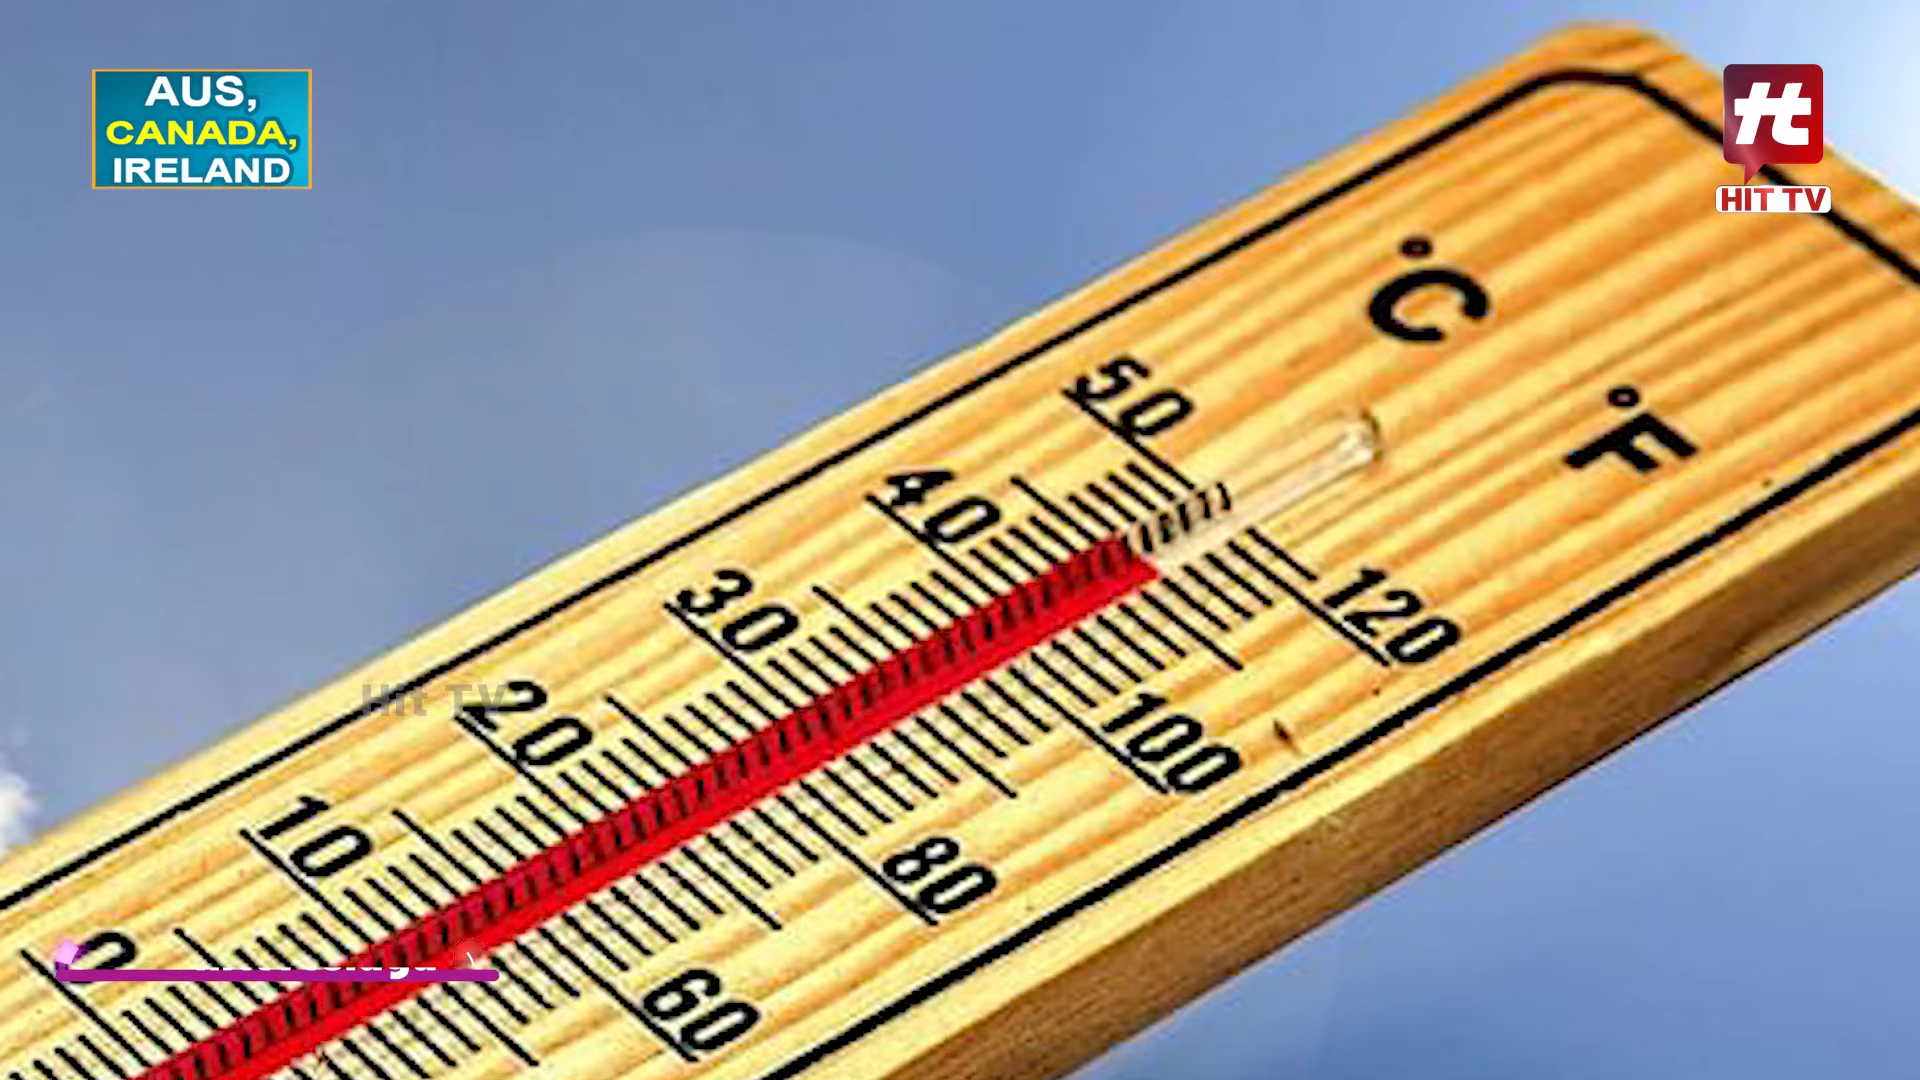 AUS,
CANADA,
IRELAND
HIT TV
°C
°F
50
40
30
20
10
0
120
100
80
60
Hit TV